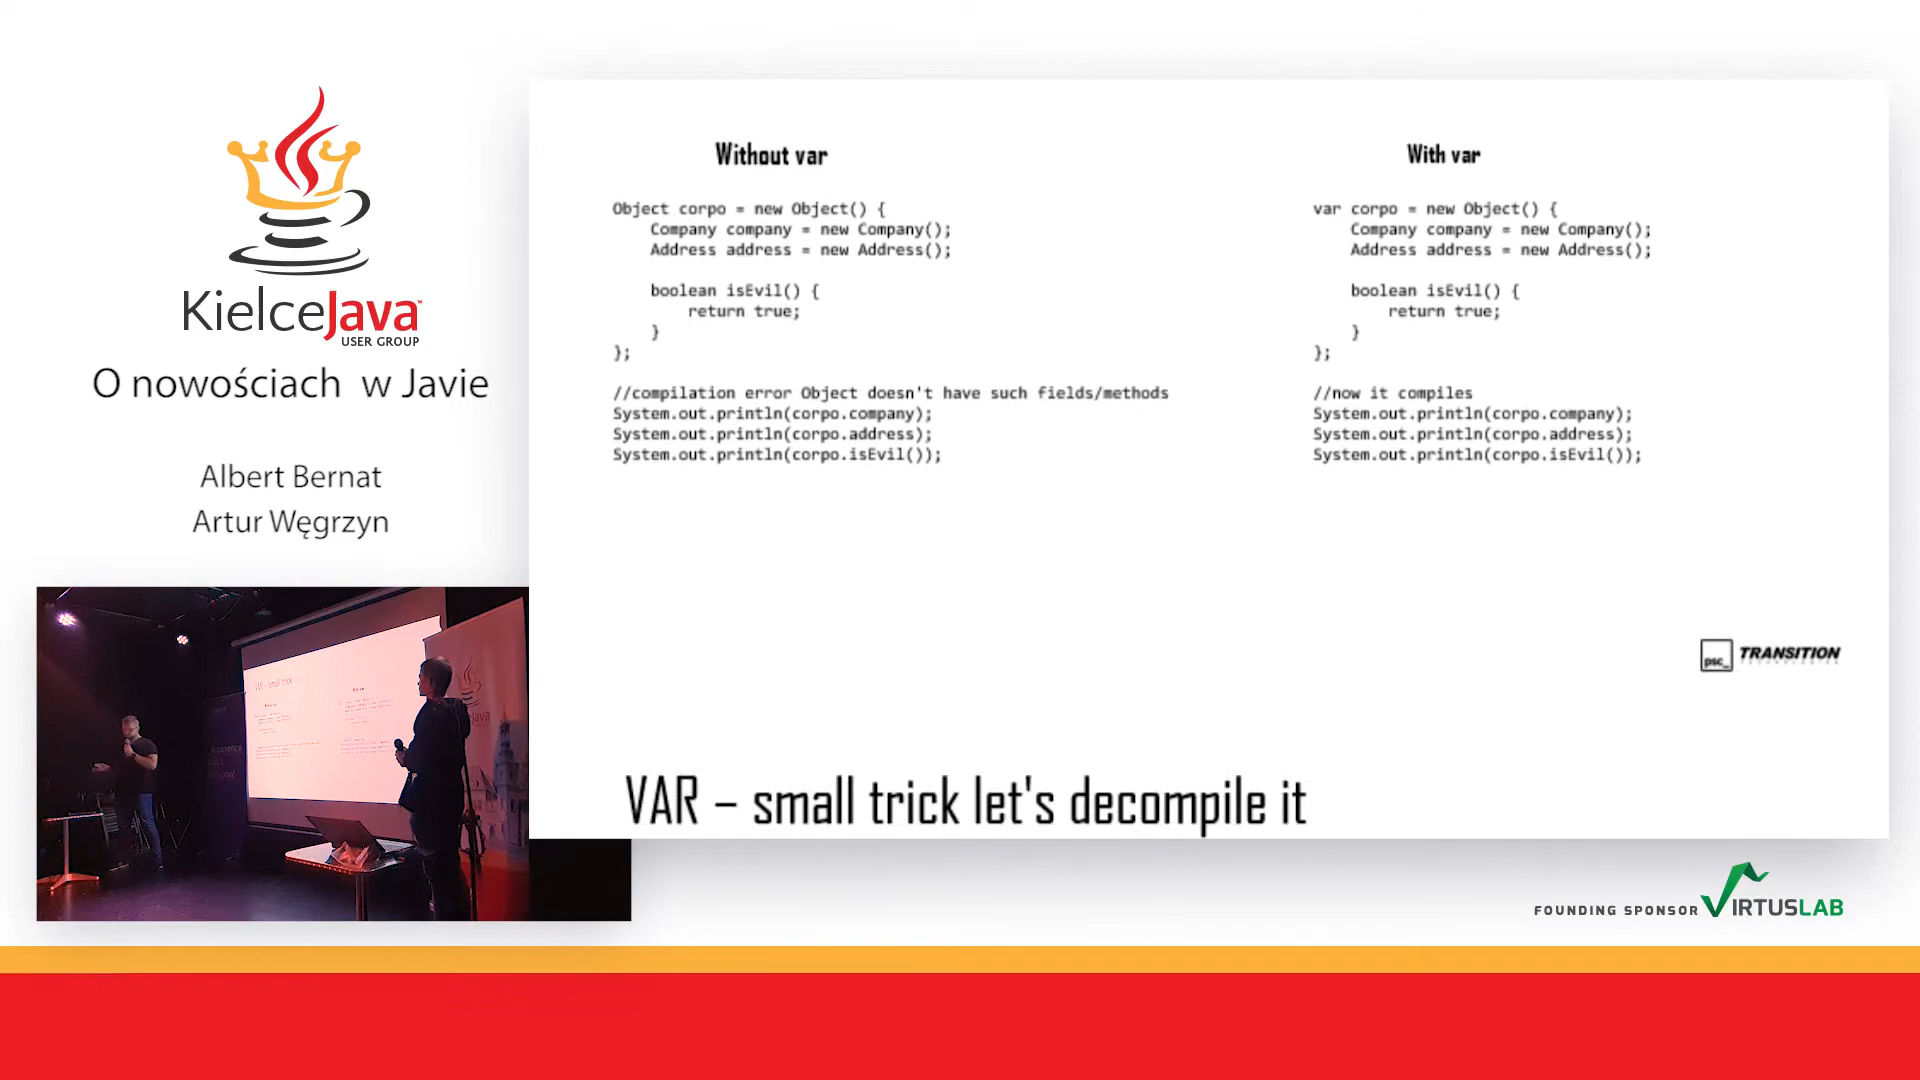 KielceJava™
USER GROUP
O nowościach w Javie
Albert Bernat
Artur Węgrzyn
Without var
Object corpo = new Object() {
Company company = new Company();
Address address = new Address();
boolean isEvil() {
return true;
}
};
//compilation error Object doesn't have such fields/methods
System.out.println(corpo.company);
System.out.println(corpo.address);
System.out.println(corpo.isEvil());
With var
var corpo = new Object() {
Company company = new Company();
Address address = new Address();
boolean isEvil() {
return true;
}
};
//now it compiles
System.out.println(corpo.company);
System.out.println(corpo.address);
System.out.println(corpo.isEvil());
psc_ TRANSITION
VAR – small trick let's decompile it
VAR – small trick
FOUNDING SPONSOR VIRTUSLAB